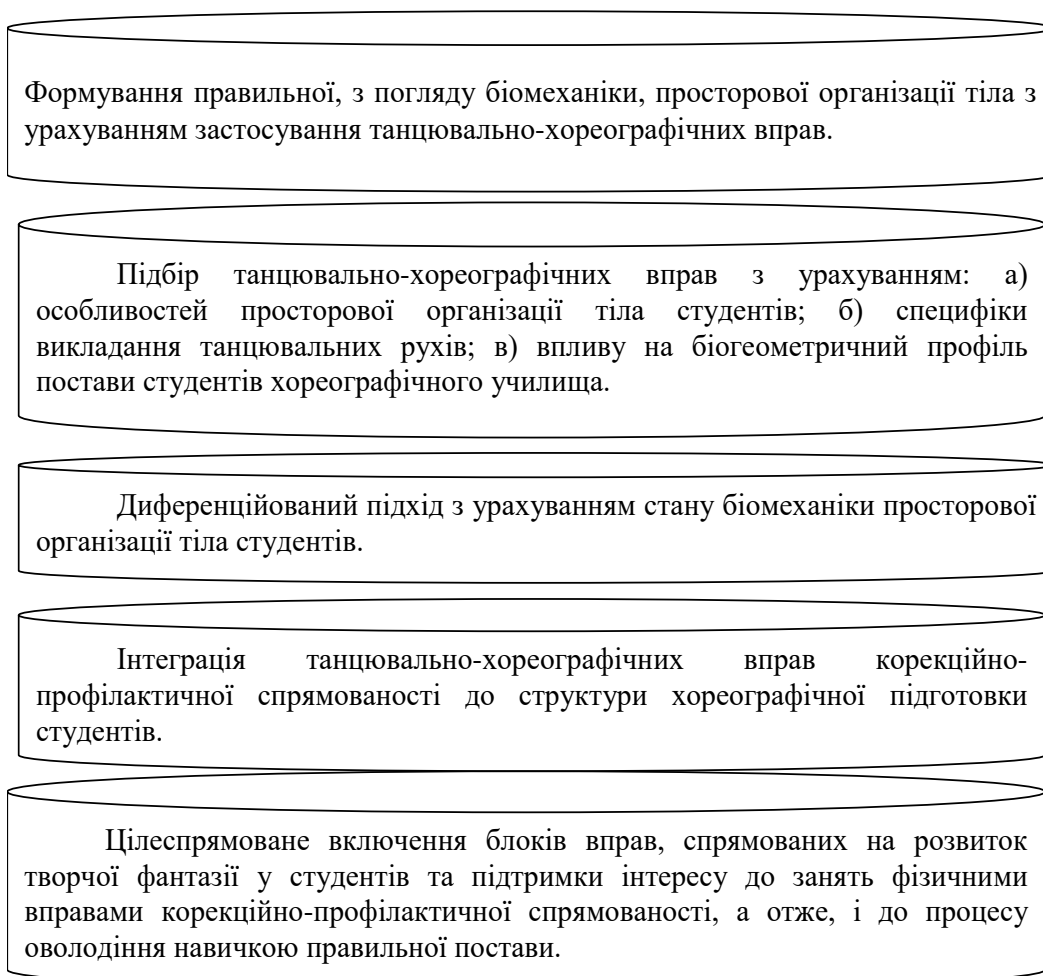 Формування правильної, з погляду біомеханіки, просторової організації тіла з
урахуванням застосування танцювально-хореографічних вправ.
Підбір танцювально-хореографічних вправ з урахуванням: а)
особливостей просторової організації тіла студентів; б) специфіки
викладання танцювальних рухів; в) впливу на біогеометричний профіль
постави студентів хореографічного училища.
Диференційований підхід з урахуванням стану біомеханіки просторової
організації тіла студентів.
Інтеграція танцювально-хореографічних вправ корекційно-
профілактичної спрямованості до структури хореографічної підготовки
студентів.
Цілеспрямоване включення блоків вправ, спрямованих на розвиток
творчої фантазії у студентів та підтримки інтересу до занять фізичними
вправами корекційно-профілактичної спрямованості, а отже, і до процесу
оволодіння навичкою правильної постави.